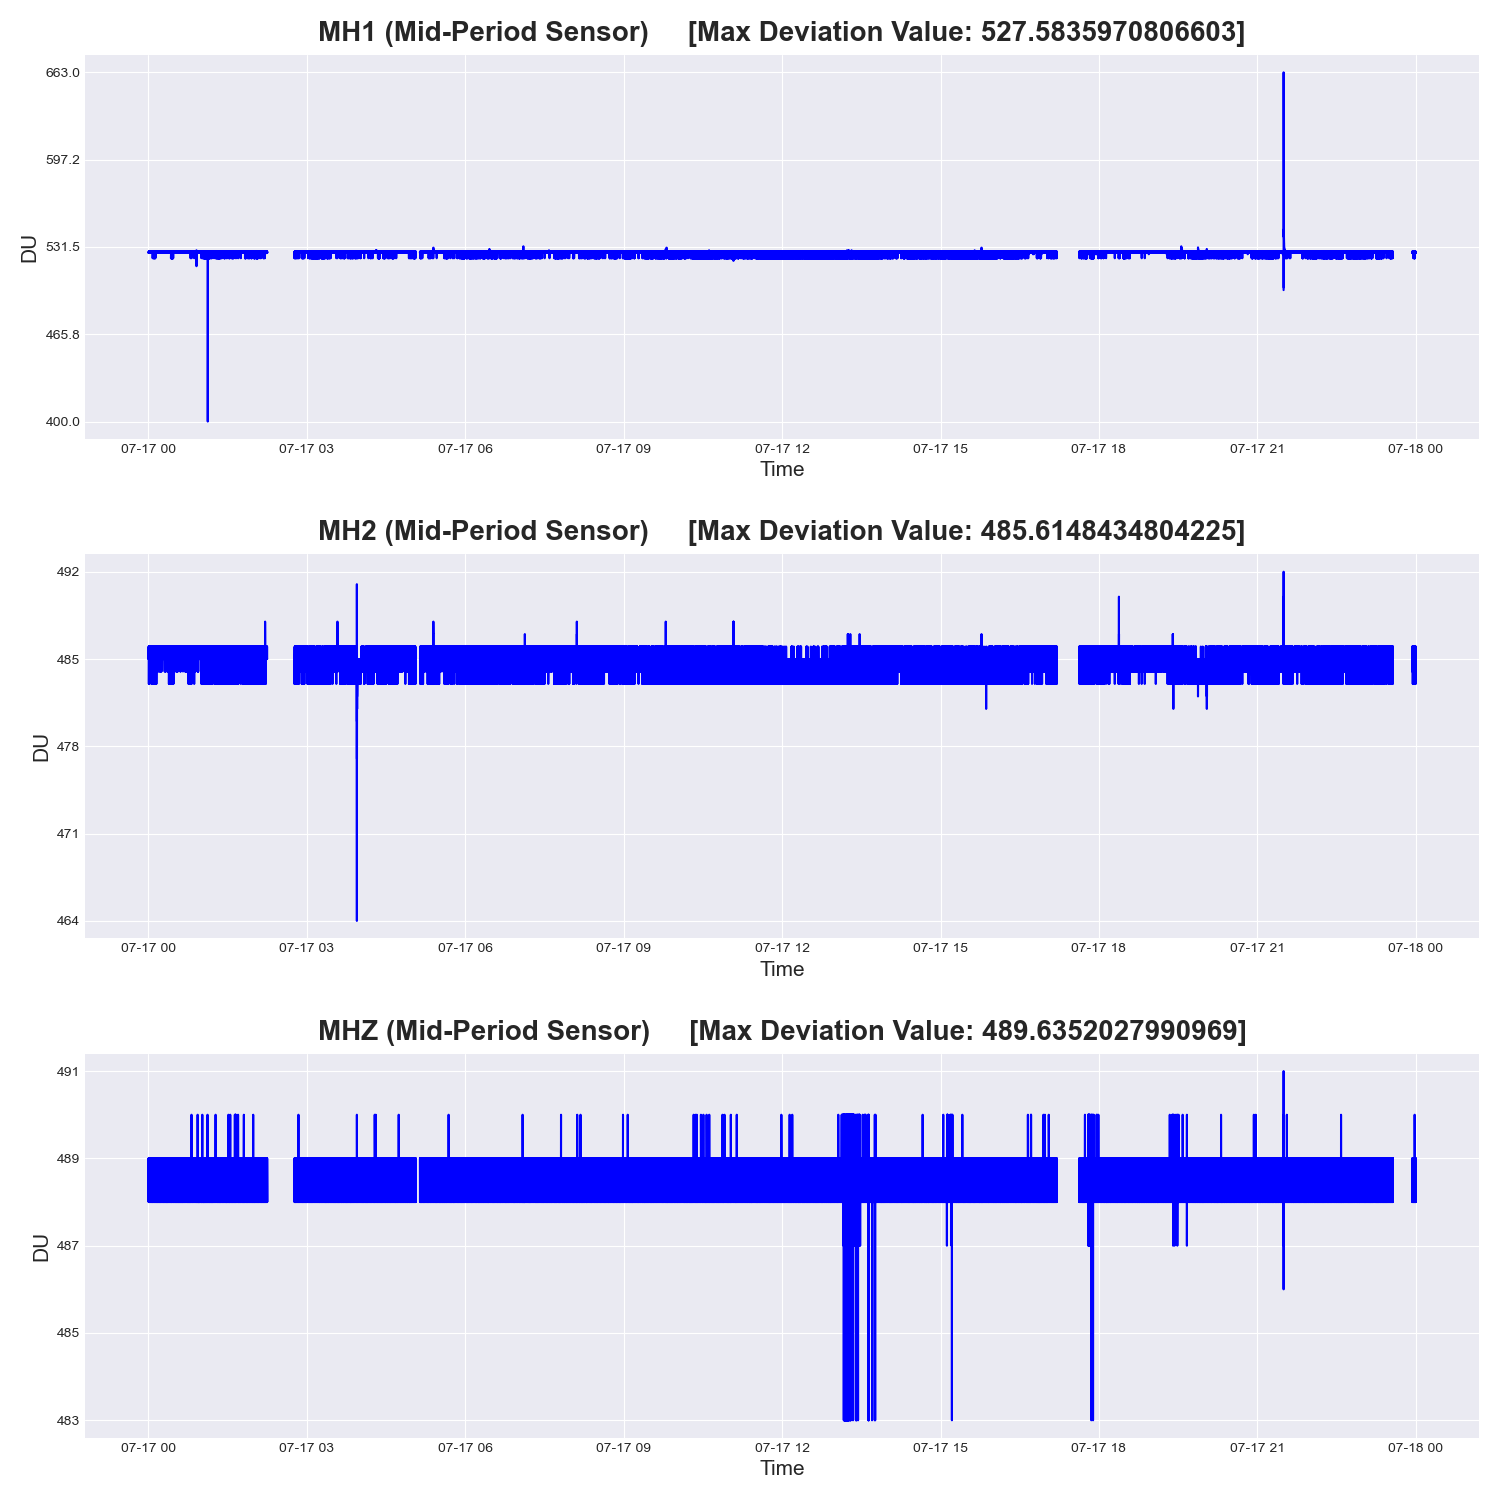 MH1 (Mid-Period Sensor) [Max Deviation Value: 527.5835970806603]
663.0
597.2
531.5
465.8
400.0
DU
07-17 00 07-17 03 07-17 06 07-17 09 07-17 12 07-17 15 07-17 18 07-17 21 07-18 00
Time
MH2 (Mid-Period Sensor) [Max Deviation Value: 485.6148434804225]
492
485
478
471
464
DU
07-17 00 07-17 03 07-17 06 07-17 09 07-17 12 07-17 15 07-17 18 07-17 21 07-18 00
Time
MHZ (Mid-Period Sensor) [Max Deviation Value: 489.6352027990969]
491
489
487
485
483
DU
07-17 00 07-17 03 07-17 06 07-17 09 07-17 12 07-17 15 07-17 18 07-17 21 07-18 00
Time